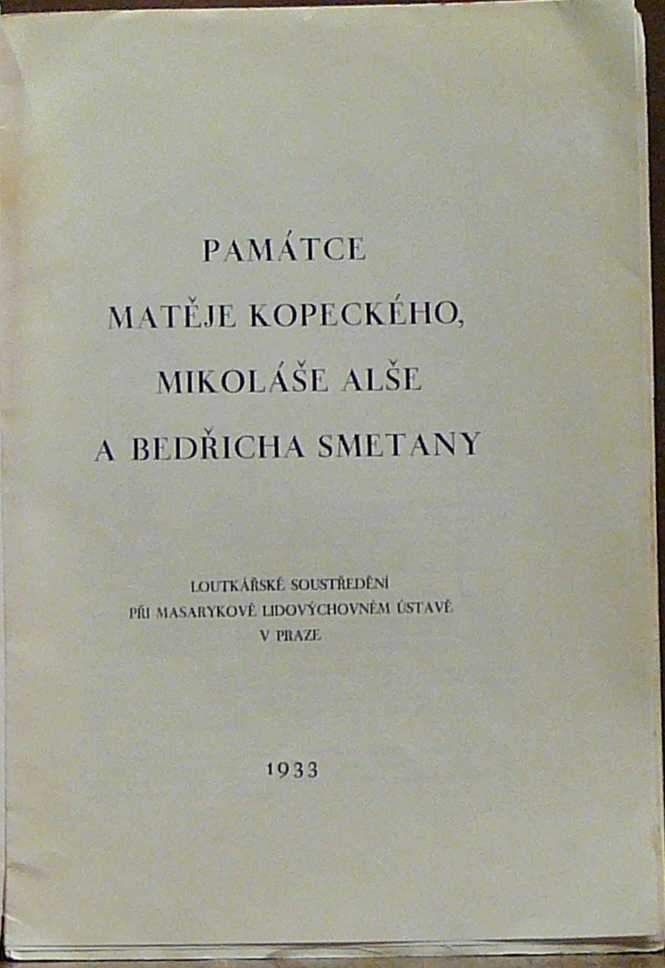 PAMÁTCE
MATĚJE KOPECKÉHO,
MIKOLÁŠE ALŠE
A BEDŘICHA SMETANY
LOUTKÁŘSKÉ SOUSTŘEDĚNÍ
PŘI MASARYKOVĚ LIDOVÝCHOVNÉM ÚSTAVĚ
V PRAZE
1933